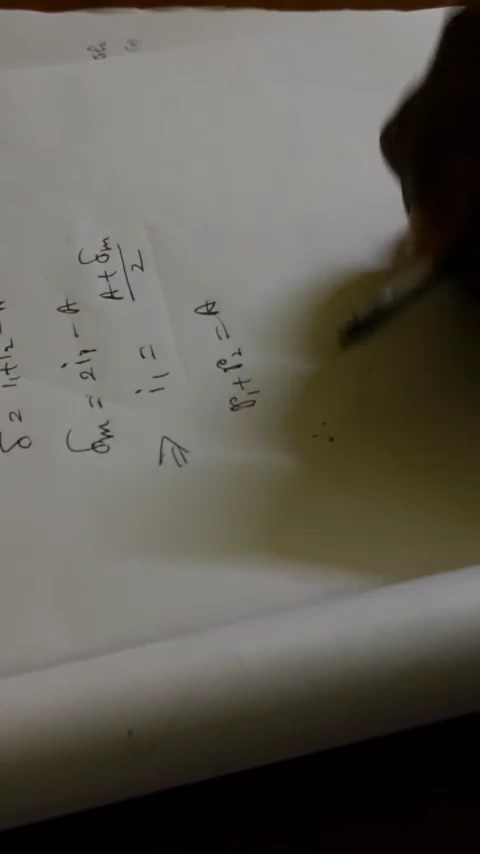 δ = i₁+i₂ - A
δm = 2i₁ - A
⇒ i₁ = A+δm/2
r₁+r₂ = A
∴